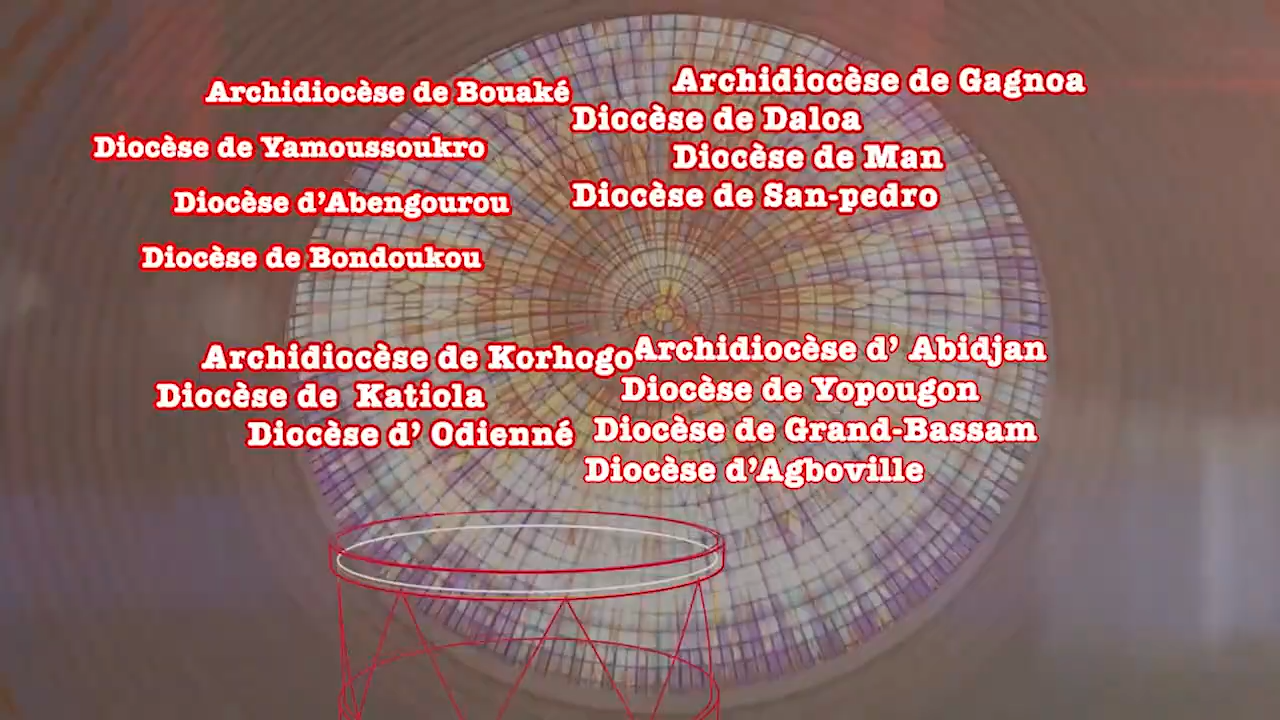 Archidiocèse de Bouaké
Diocèse de Yamoussoukro
Diocèse d'Abengourou
Diocèse de Bondoukou
Archidiocèse de Gagnoa
Diocèse de Daloa
Diocèse de Man
Diocèse de San-pedro
Archidiocèse de Korhogo
Diocèse de Katiola
Diocèse d' Odienné
Archidiocèse d' Abidjan
Diocèse de Yopougon
Diocèse de Grand-Bassam
Diocèse d'Agboville